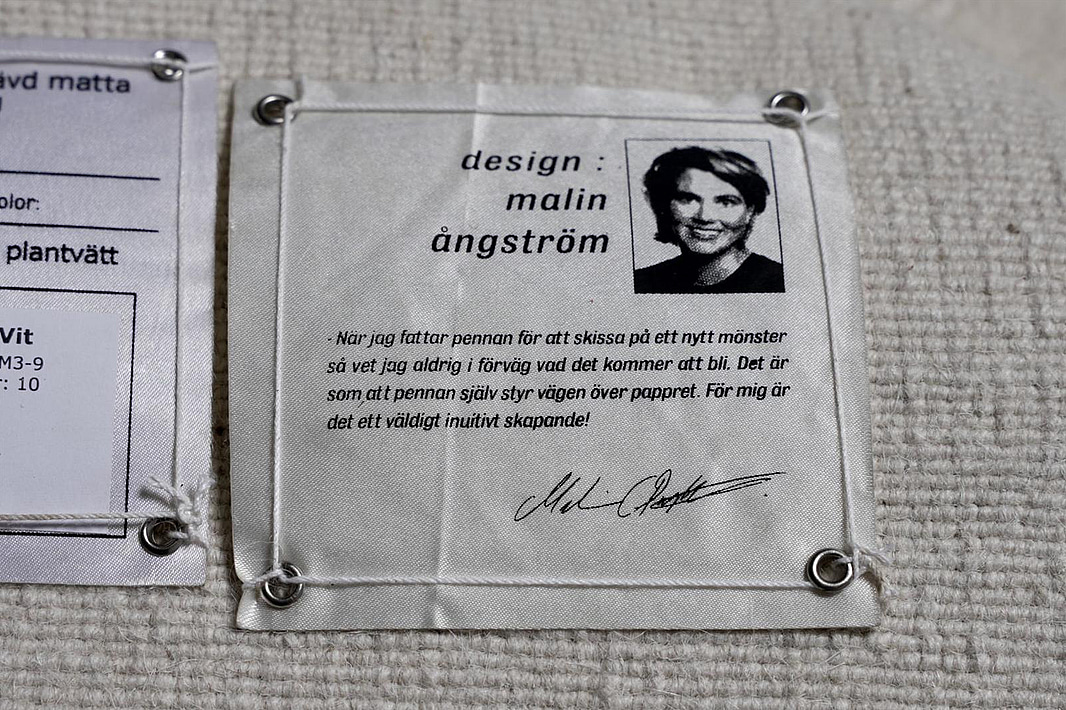 ävd matta
olor:
plantvätt
Vit
M3-9
: 10
design :
malin
ångström
- När jag fattar pennan för att skissa på ett nytt mönster
så vet jag aldrig i förväg vad det kommer att bli. Det är
som att pennan själv styr vägen över pappret. För mig är
det ett väldigt inuitivt skapande!